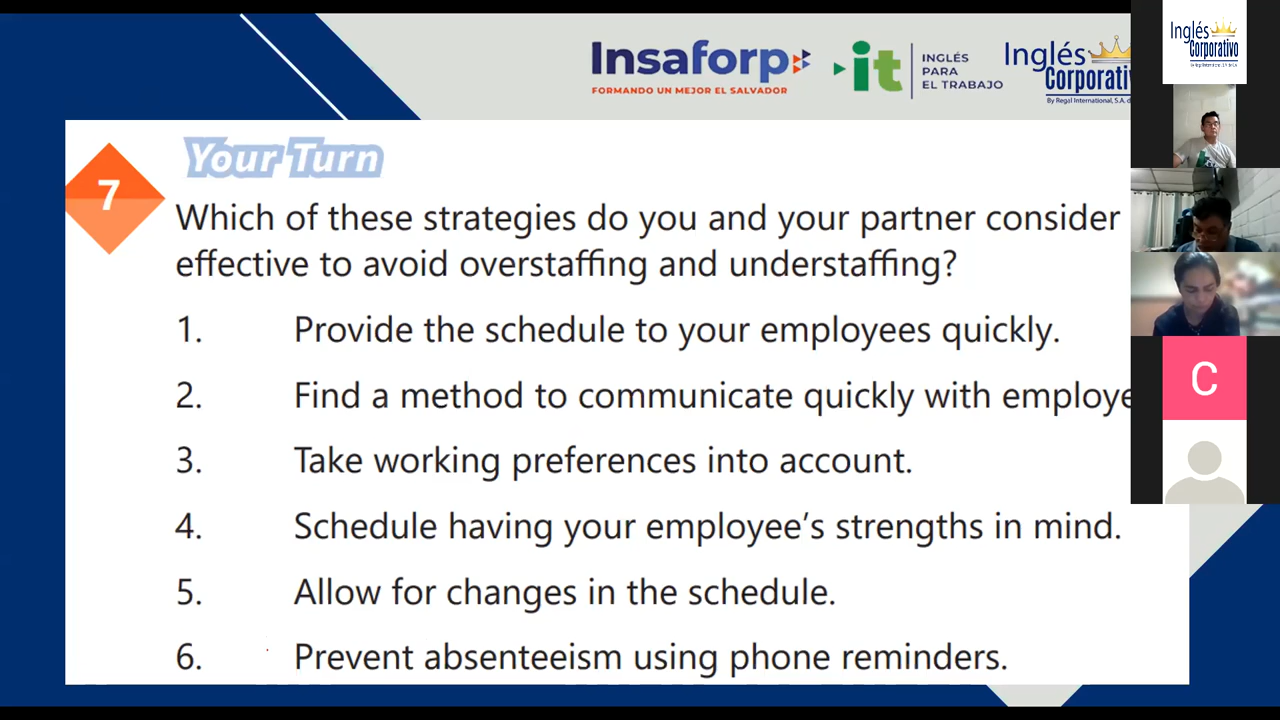 Insaforp
FORMANDO UN MEJOR EL SALVADOR
it
INGLÉS
PARA
EL TRABAJO
Inglés
Corporativ
By Regal International, S.A. d
Inglés
Corporativo
7
Your Turn
Which of these strategies do you and your partner consider
effective to avoid overstaffing and understaffing?
1. Provide the schedule to your employees quickly.
2. Find a method to communicate quickly with employe
3. Take working preferences into account.
4. Schedule having your employee's strengths in mind.
5. Allow for changes in the schedule.
6. Prevent absenteeism using phone reminders.
C